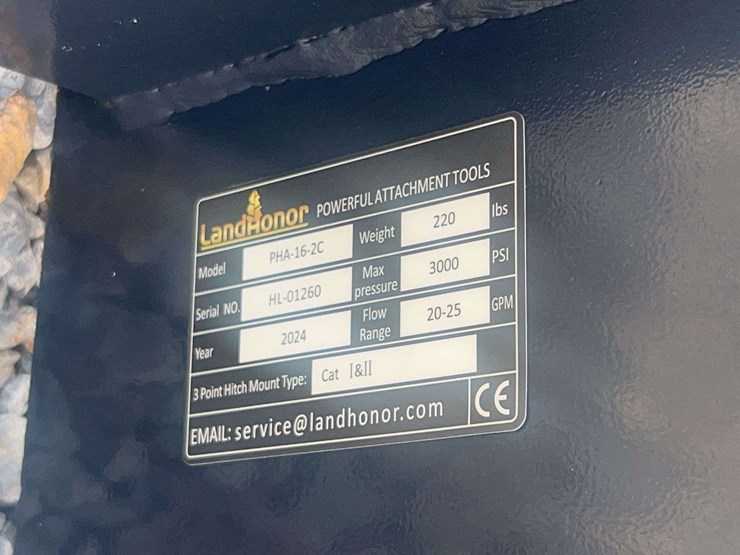 LandHonor POWERFUL ATTACHMENT TOOLS
Model PHA-16-2C Weight 220 lbs
Serial NO. HL-01260 Max pressure 3000 PSI
Year 2024 Flow Range 20-25 GPM
3 Point Hitch Mount Type: Cat I&II
EMAIL: service@landhonor.com CE